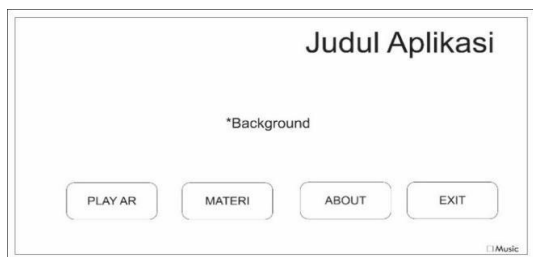 Judul Aplikasi
*Background
PLAY AR
MATERI
ABOUT
EXIT
Music